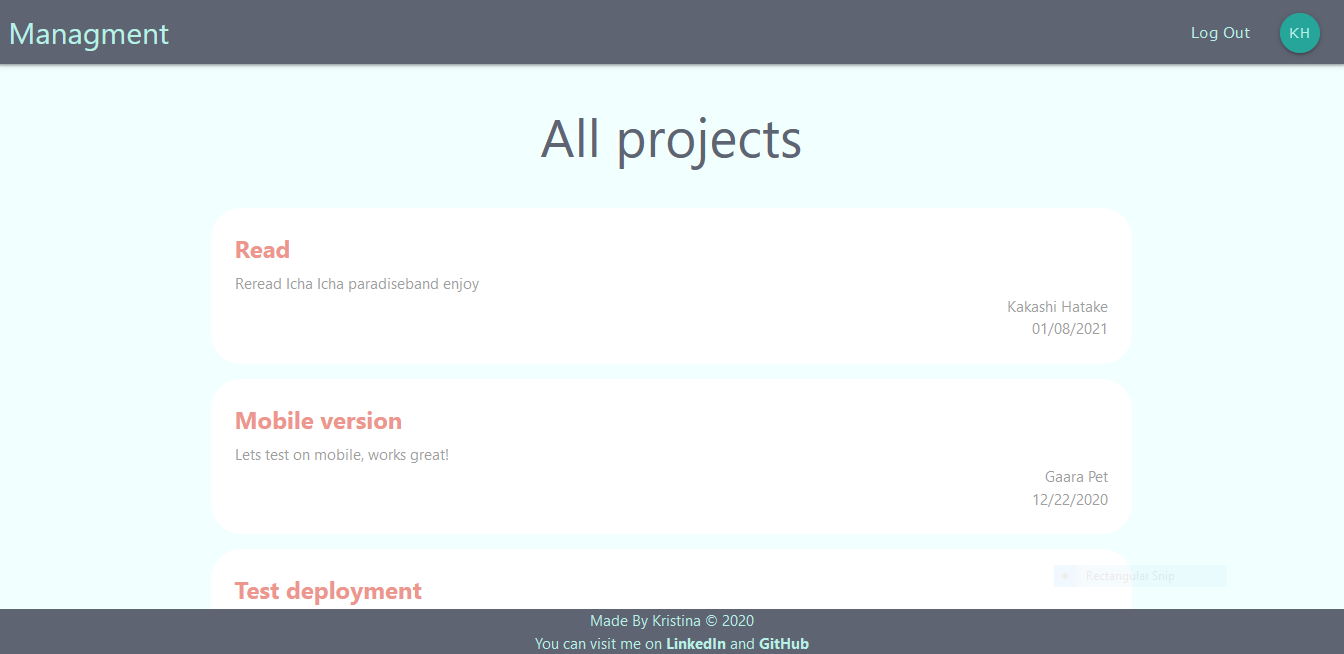 Managment
Log Out
KH
All projects
Read
Reread Icha Icha paradiseband enjoy
Kakashi Hatake
01/08/2021
Mobile version
Lets test on mobile, works great!
Gaara Pet
12/22/2020
Test deployment
Rectangular Snip
Made By Kristina © 2020
You can visit me on LinkedIn and GitHub